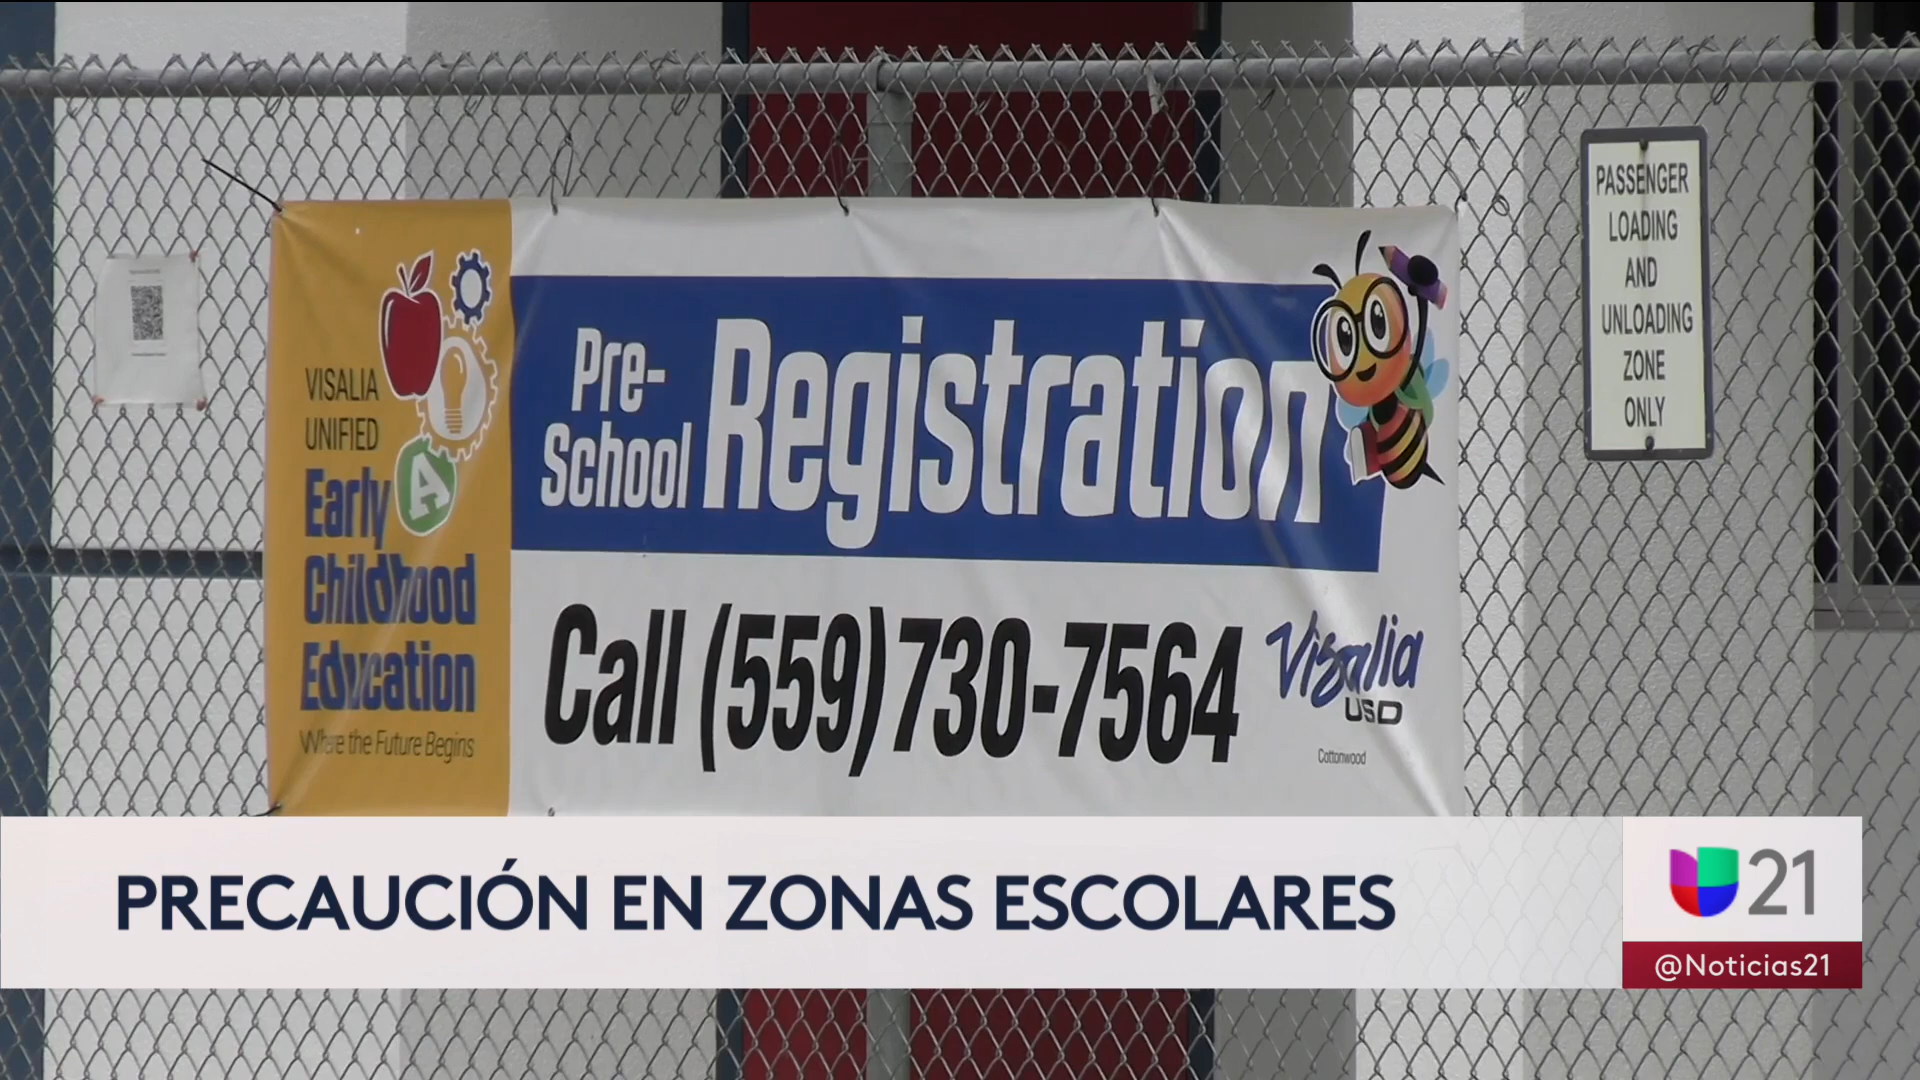 VISALIA
UNIFIED
Early
Childhood
Education
Where the Future Begins
A
Pre-
School Registration
Call (559)730-7564
Visalia
USD
Cottonwood
PASSENGER
LOADING
AND
UNLOADING
ZONE
ONLY
PRECAUCIÓN EN ZONAS ESCOLARES
21
@Noticias21